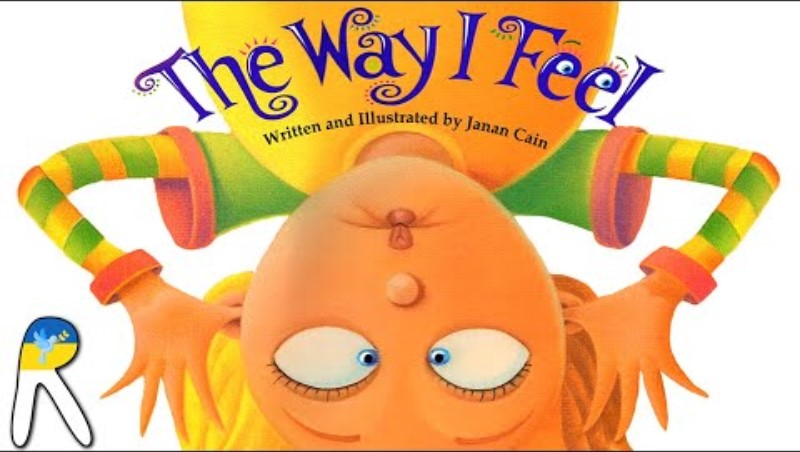 The Way I Feel
Written and Illustrated by Janan Cain
R